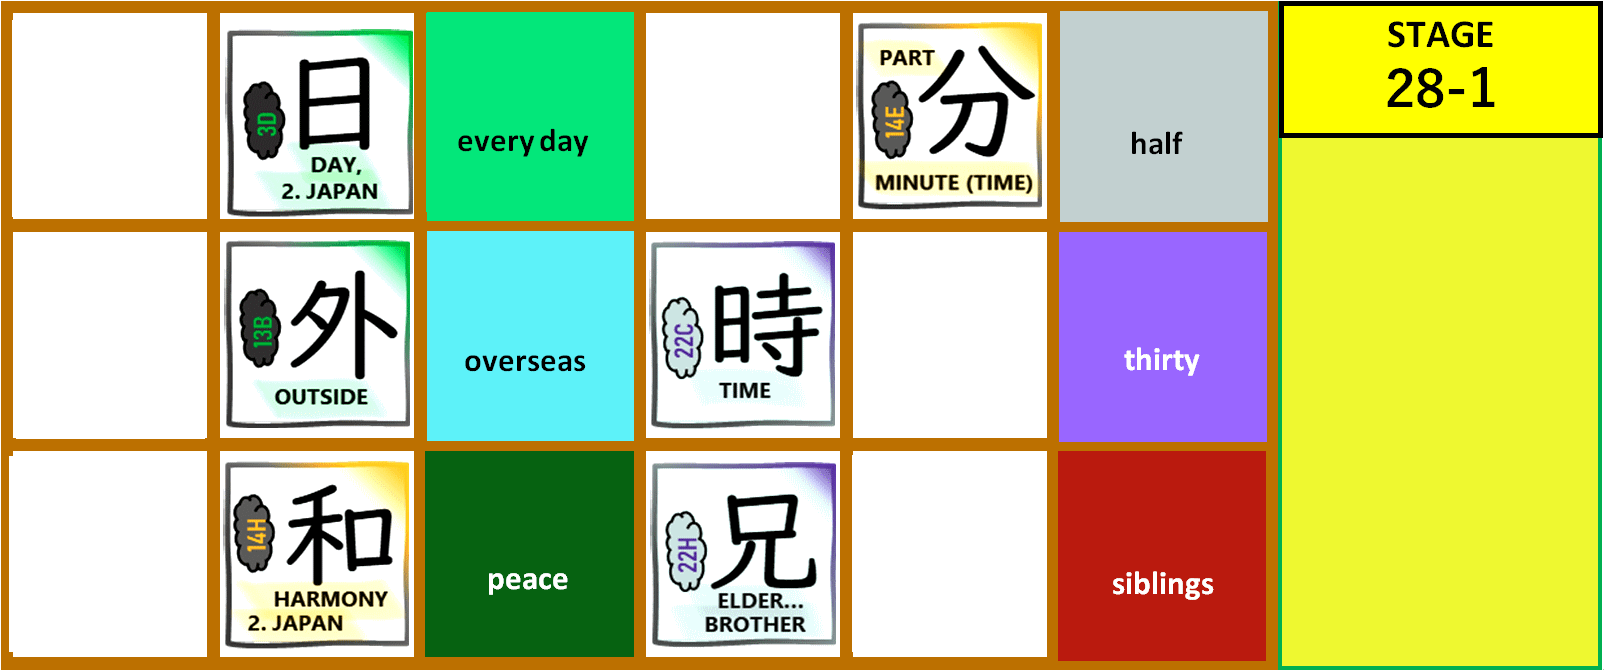 3D
日
DAY,
2. JAPAN
every day
PART
14E
分
MINUTE (TIME)
half
STAGE
28-1
13B
外
OUTSIDE
overseas
22C
時
TIME
thirty
14H
和
HARMONY
2. JAPAN
peace
22H
兄
ELDER...
BROTHER
siblings